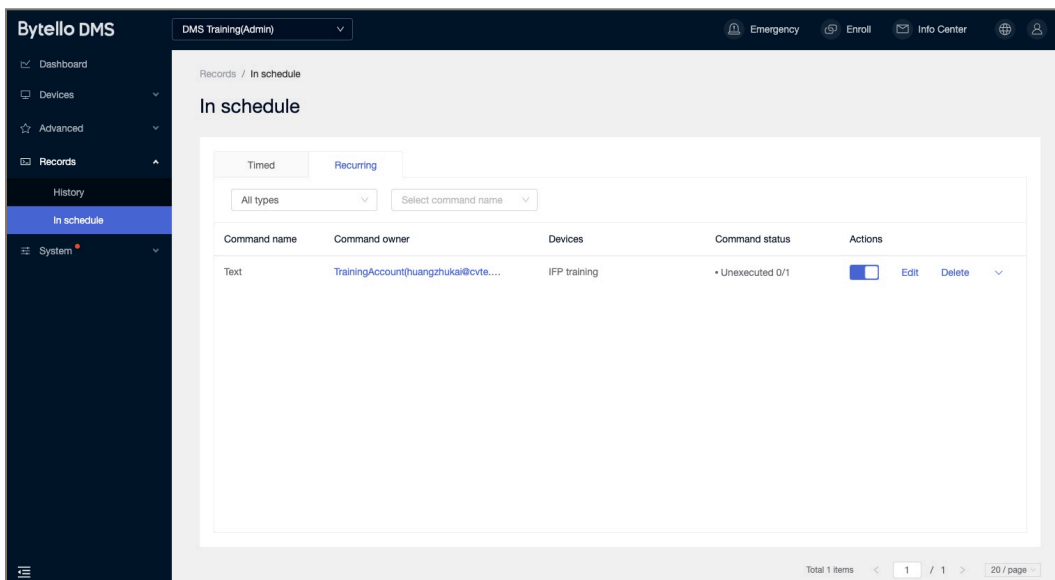 Bytello DMS
DMS Training(Admin)
Emergency
Enroll
Info Center
Dashboard
Devices
Advanced
Records
History
In schedule
System
Records / In schedule
In schedule
Timed
Recurring
All types
Select command name
Command name Command owner Devices Command status Actions
Text TrainingAccount(huangzhukai@cvte.... IFP training • Unexecuted 0/1 Edit Delete
Total 1 items < 1 / 1 > 20 / page